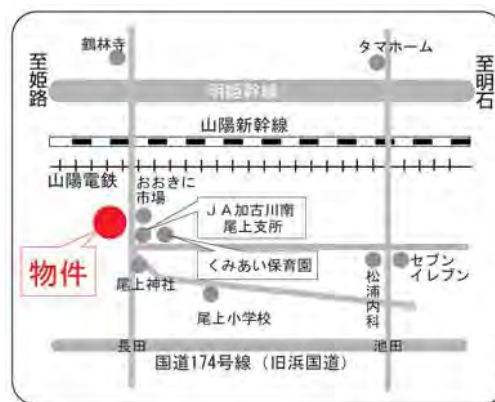 鶴林寺
タマホーム
至姫路
至明石
明姫幹線
山陽新幹線
山陽電鉄
おおきに
市場
JA加古川南
尾上支所
物件
くみあい保育園
尾上神社
松浦内科
セブン
イレブン
尾上小学校
長田
池田
国道174号線（旧浜国道）